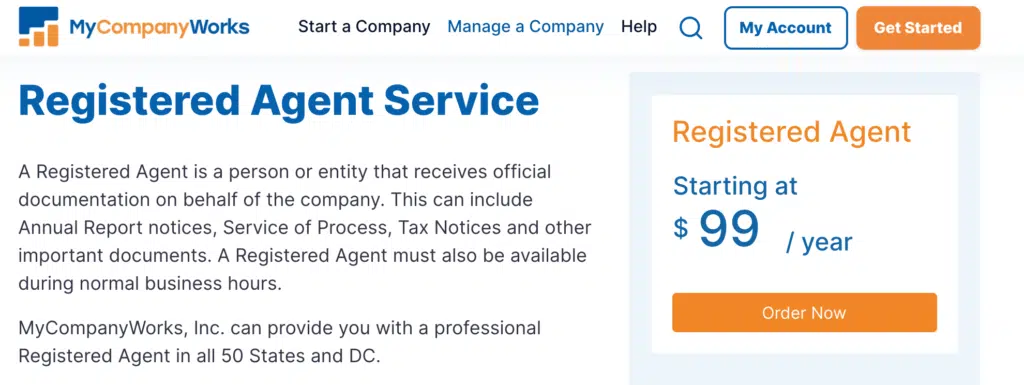 MyCompanyWorks
Start a Company
Manage a Company
Help
My Account
Get Started
Registered Agent Service
A Registered Agent is a person or entity that receives official
documentation on behalf of the company. This can include
Annual Report notices, Service of Process, Tax Notices and other
important documents. A Registered Agent must also be available
during normal business hours.
MyCompanyWorks, Inc. can provide you with a professional
Registered Agent in all 50 States and DC.
Registered Agent
Starting at
$ 99 / year
Order Now